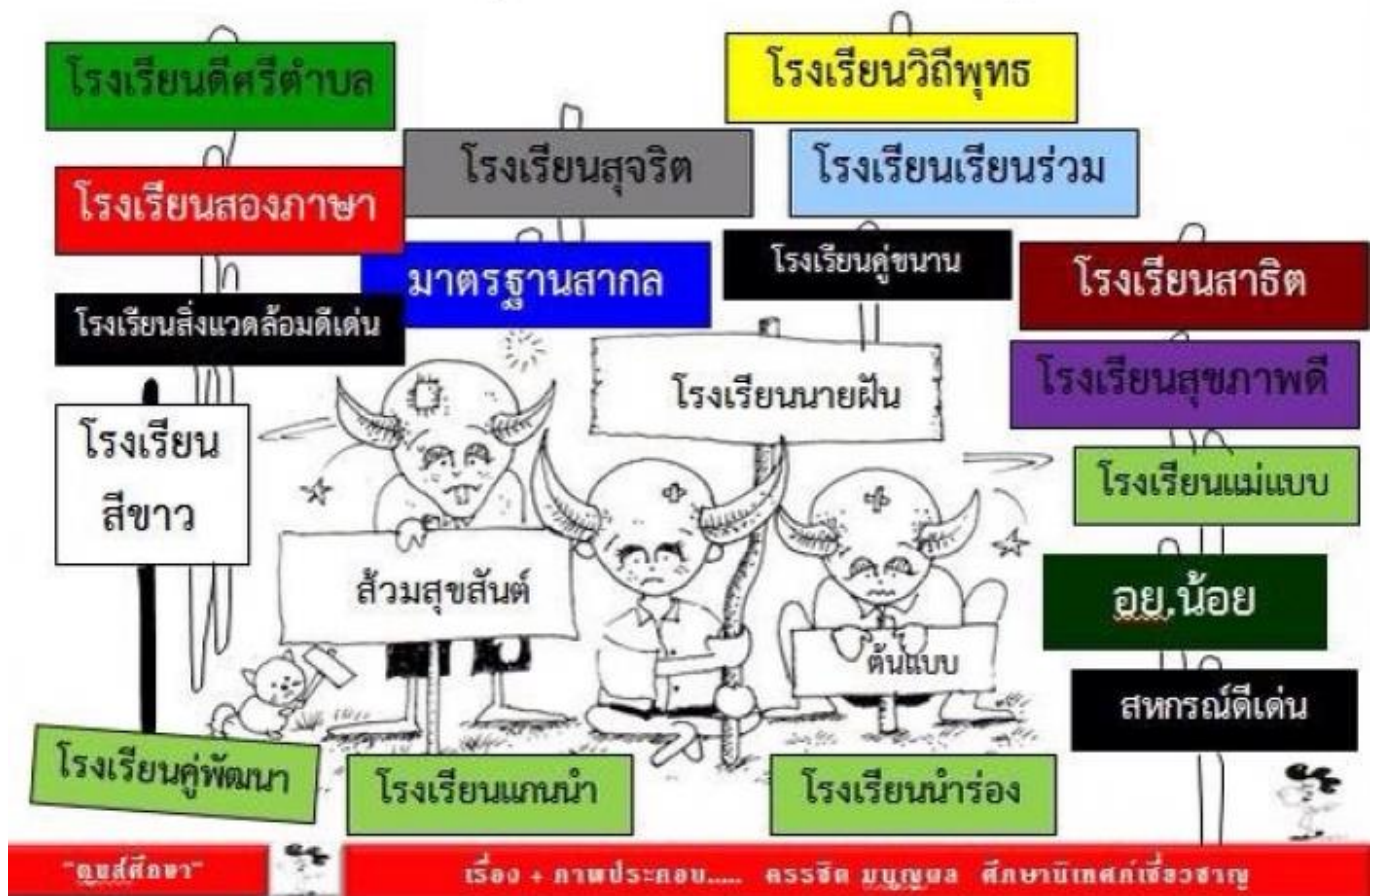 โรงเรียนดีศรีตำบล
โรงเรียนวิถีพุทธ
โรงเรียนสุจริต
โรงเรียนเรียนร่วม
โรงเรียนสองภาษา
มาตรฐานสากล
โรงเรียนคู่ขนาน
โรงเรียนสาธิต
โรงเรียนสิ่งแวดล้อมดีเด่น
โรงเรียนนายฝัน
โรงเรียนสุขภาพดี
โรงเรียน
สีขาว
โรงเรียนแม่แบบ
ส้วมสุขสันต์
อย.น้อย
ต้นแบบ
สหกรณ์ดีเด่น
โรงเรียนคู่พัฒนา
โรงเรียนแกนนำ
โรงเรียนนำร่อง
เรื่อง + ภาพประกอบ..... ศึกษานิเทศก์เชี่ยวชาญ